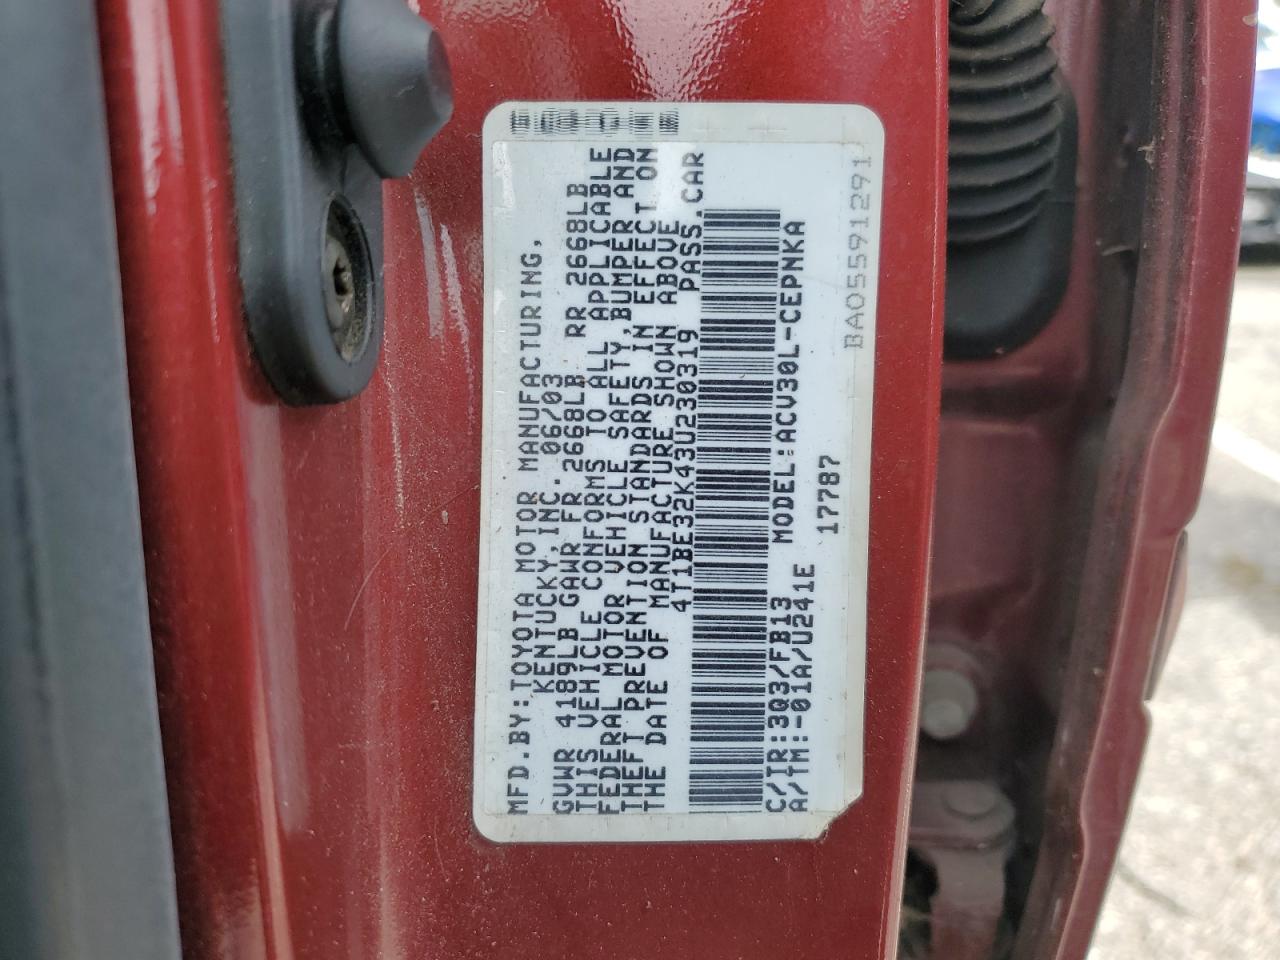 MFD.BY:TOYOTA MOTOR MANUFACTURING,
KENTUCKY,INC. 06/03
GVWR 4189LB GAWR FR 2668LB RR 2668LB
THIS VEHICLE CONFORMS TO ALL APPLICABLE
FEDERAL MOTOR VEHICLE SAFETY,BUMPER AND
THEFT PREVENTION STANDARDS IN EFFECT ON
THE DATE OF MANUFACTURE SHOWN ABOVE
4T1BE32K43U230319 PASS.CAR
C/TR:3Q3/FB13 MODEL:ACV30L-CEPNKA
A/TM:-01A/U241E 17787
BA05591291